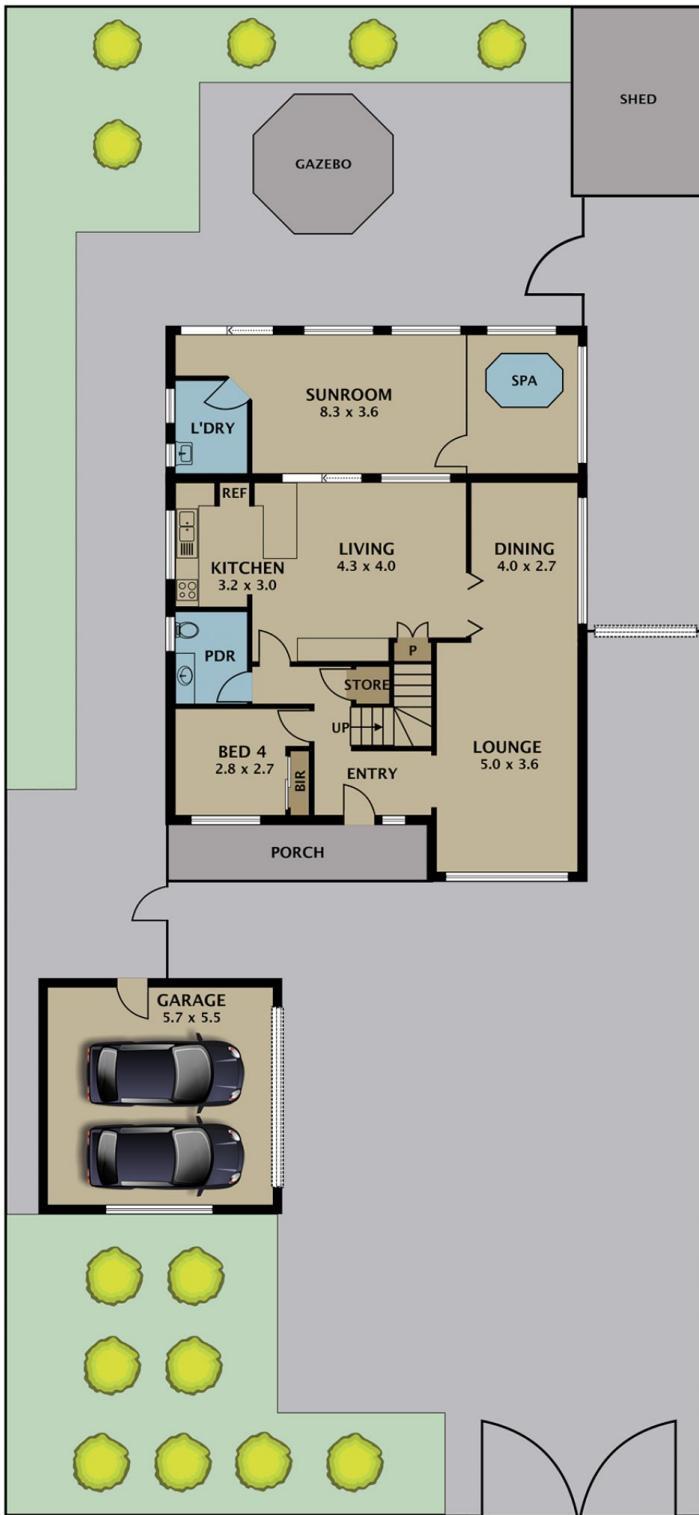 SHED
GAZEBO
SUNROOM
8.3 x 3.6
SPA
L'DRY
REF
KITCHEN
3.2 x 3.0
LIVING
4.3 x 4.0
DINING
4.0 x 2.7
PDR
P
STORE
UP
BED 4
2.8 x 2.7
BIR
ENTRY
LOUNGE
5.0 x 3.6
PORCH
GARAGE
5.7 x 5.5